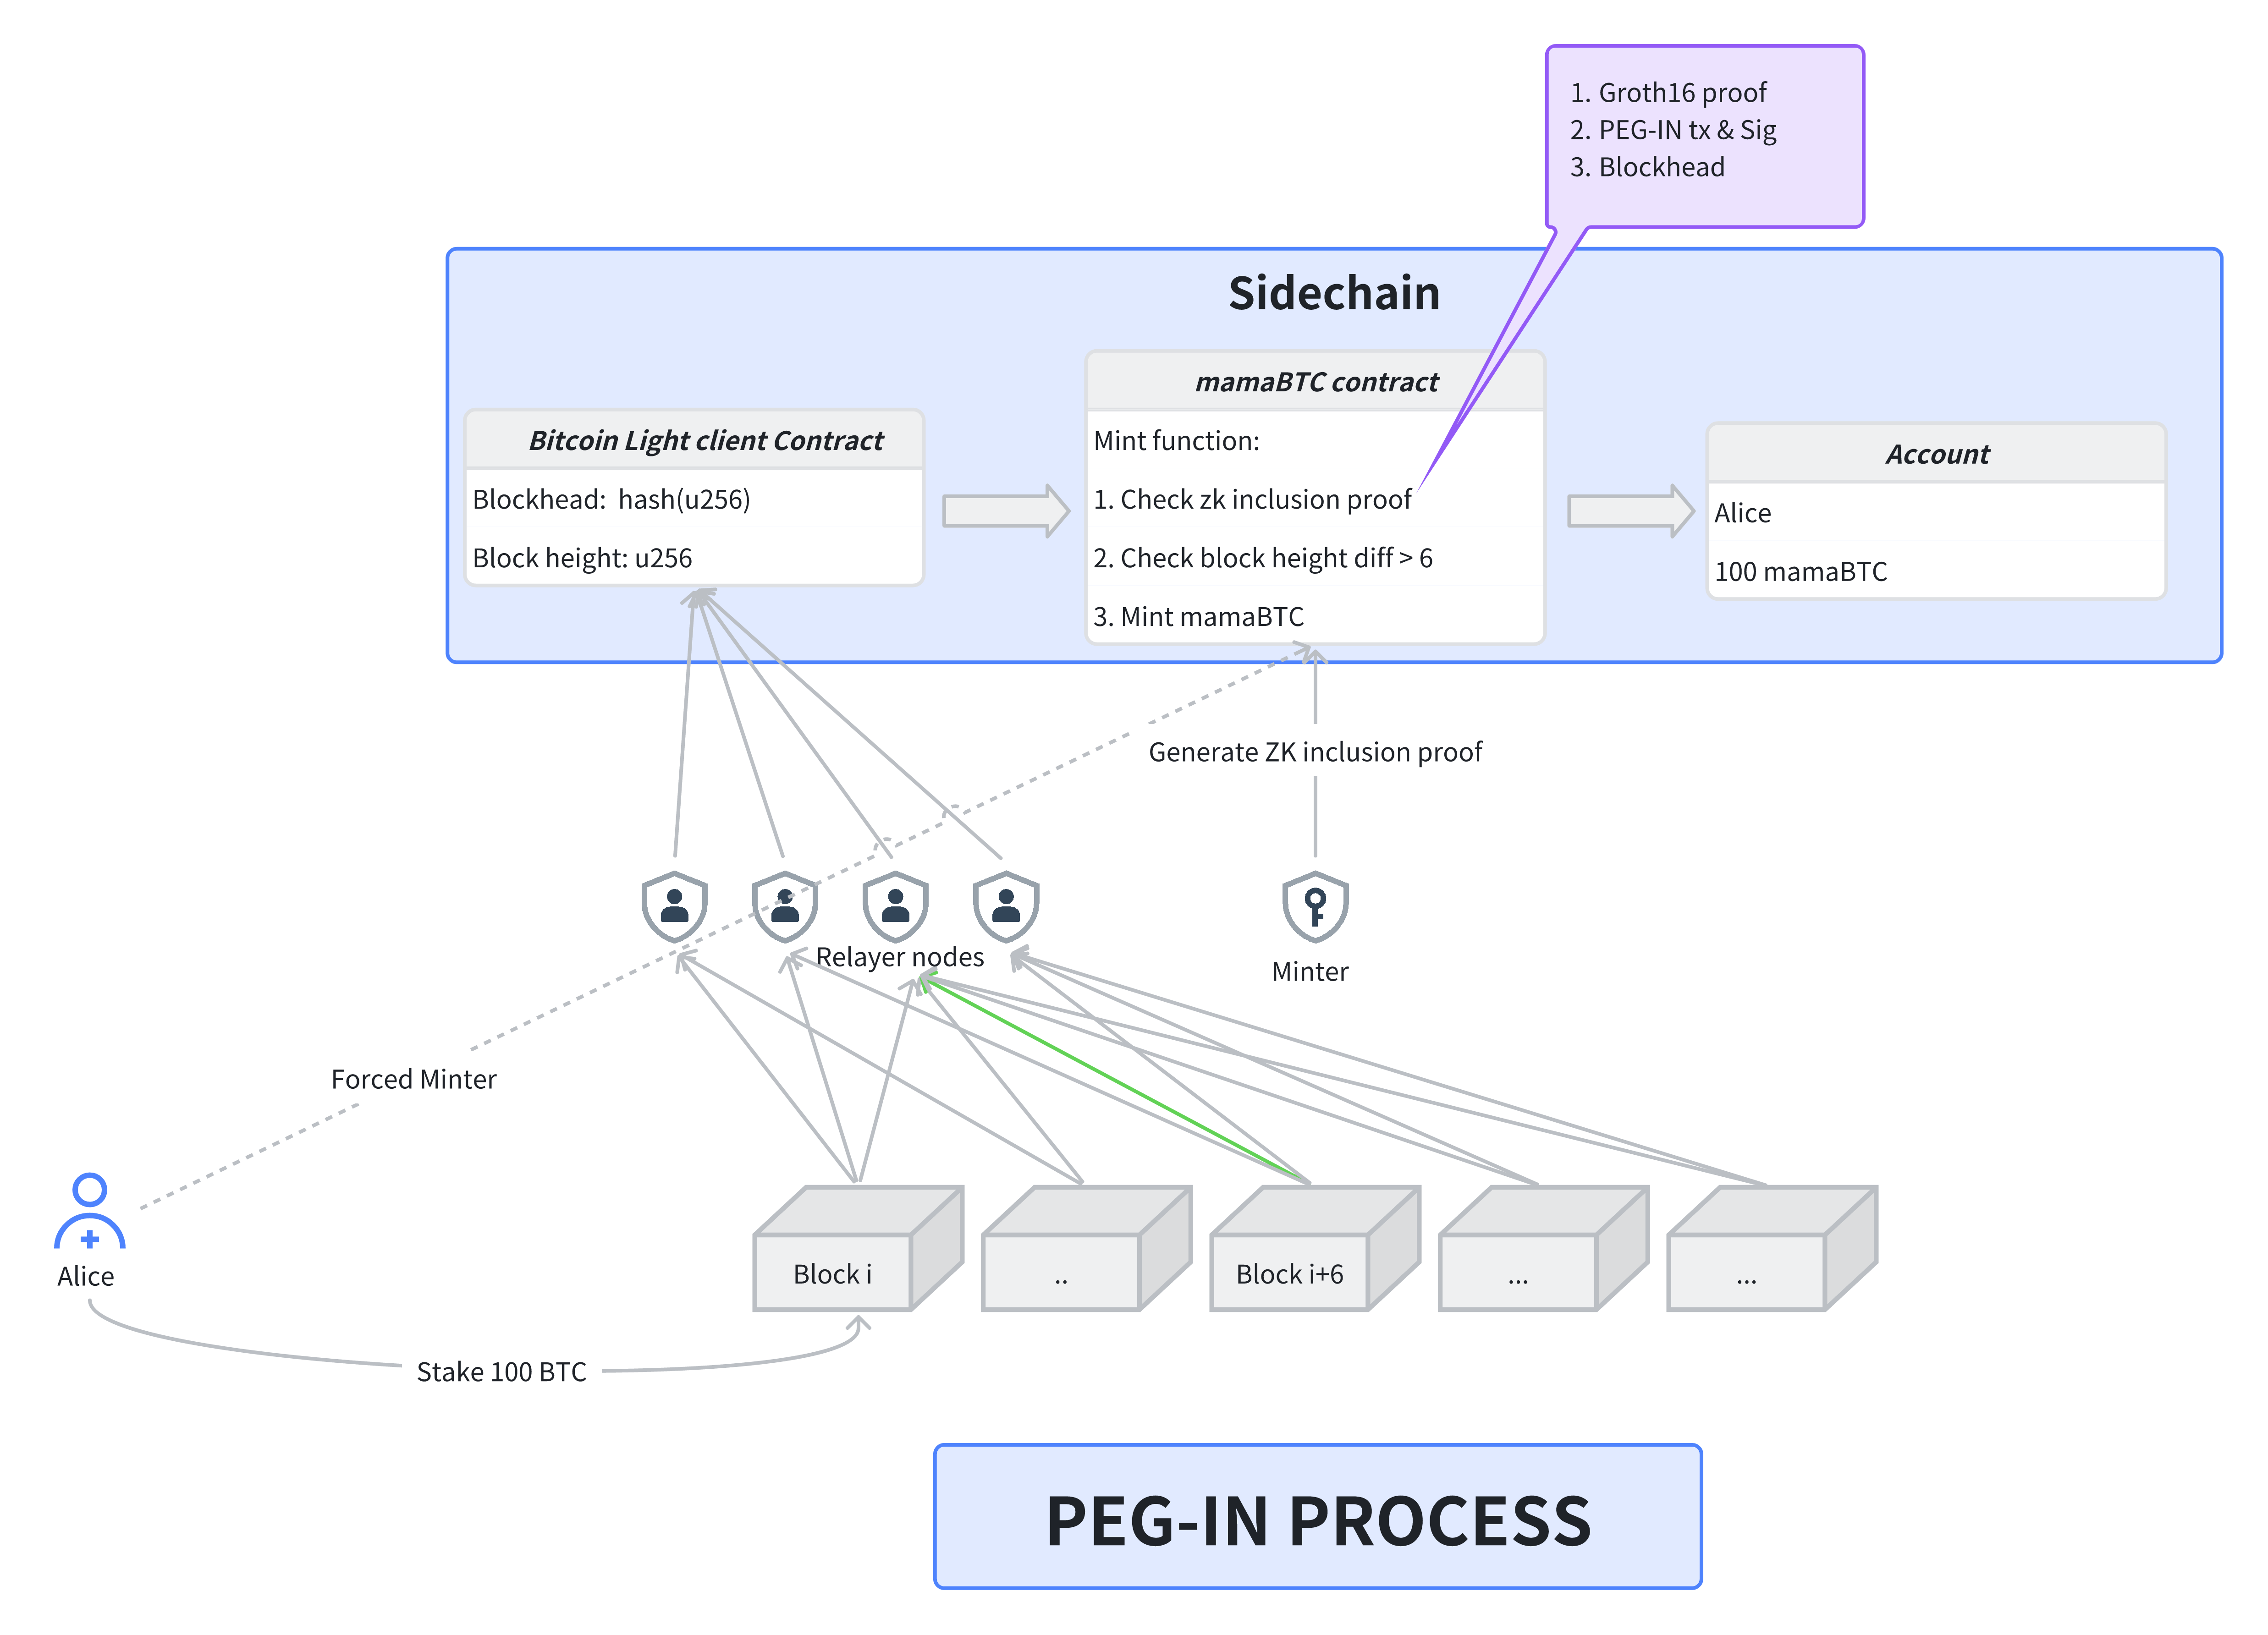 1. Groth16 proof
2. PEG-IN tx & Sig
3. Blockhead
Sidechain
Bitcoin Light client Contract
Blockhead:  hash(u256)
Block height: u256
mamaBTC contract
Mint function:
1. Check zk inclusion proof
2. Check block height diff > 6
3. Mint mamaBTC
Account
Alice
100 mamaBTC
Generate ZK inclusion proof
Relayer nodes
Minter
Forced Minter
Alice
Block i
..
Block i+6
...
...
Stake 100 BTC
PEG-IN PROCESS